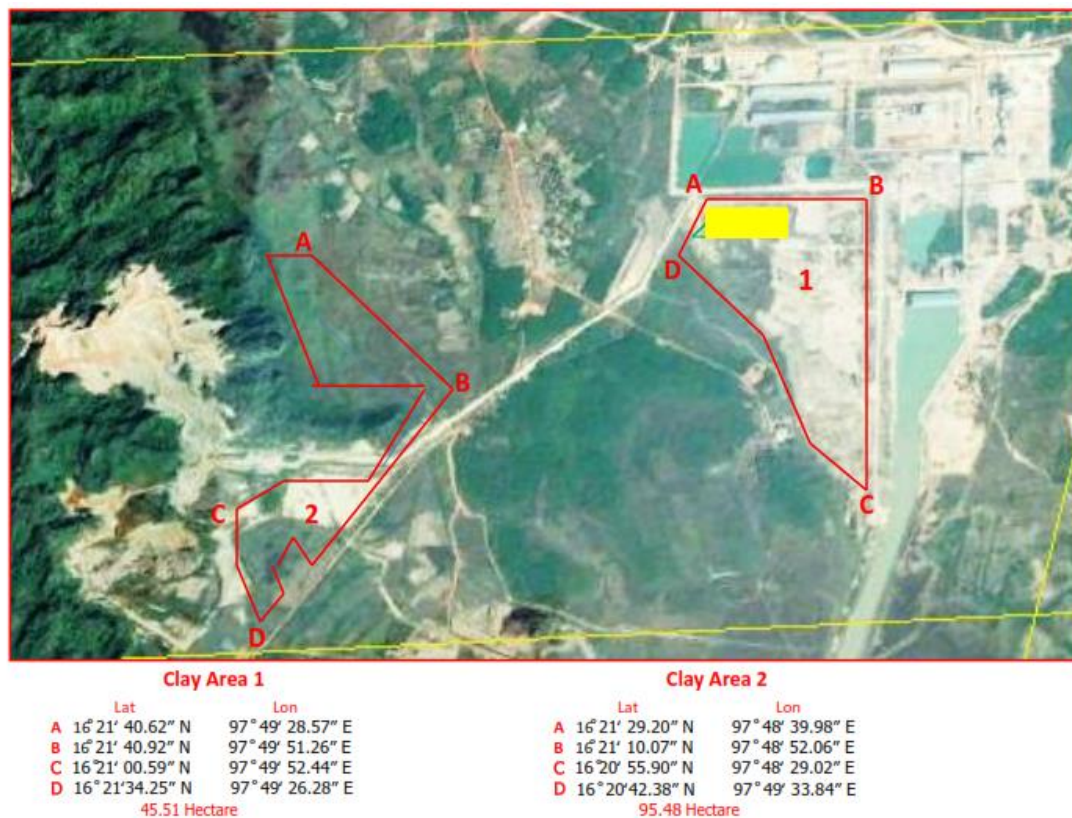 A B
A
D
1
B
C 2
C
D
Clay Area 1 Clay Area 2
Lat Lon Lat Lon
A 16°21' 40.62" N 97°49' 28.57" E A 16°21' 29.20" N 97°48' 39.98" E
B 16°21' 40.92" N 97°49' 51.26" E B 16°21' 10.07" N 97°48' 52.06" E
C 16°21' 00.59" N 97°49' 52.44" E C 16°20' 55.90" N 97°48' 29.02" E
D 16°21'34.25" N 97°49' 26.28" E D 16°20'42.38" N 97°49' 33.84" E
45.51 Hectare 95.48 Hectare